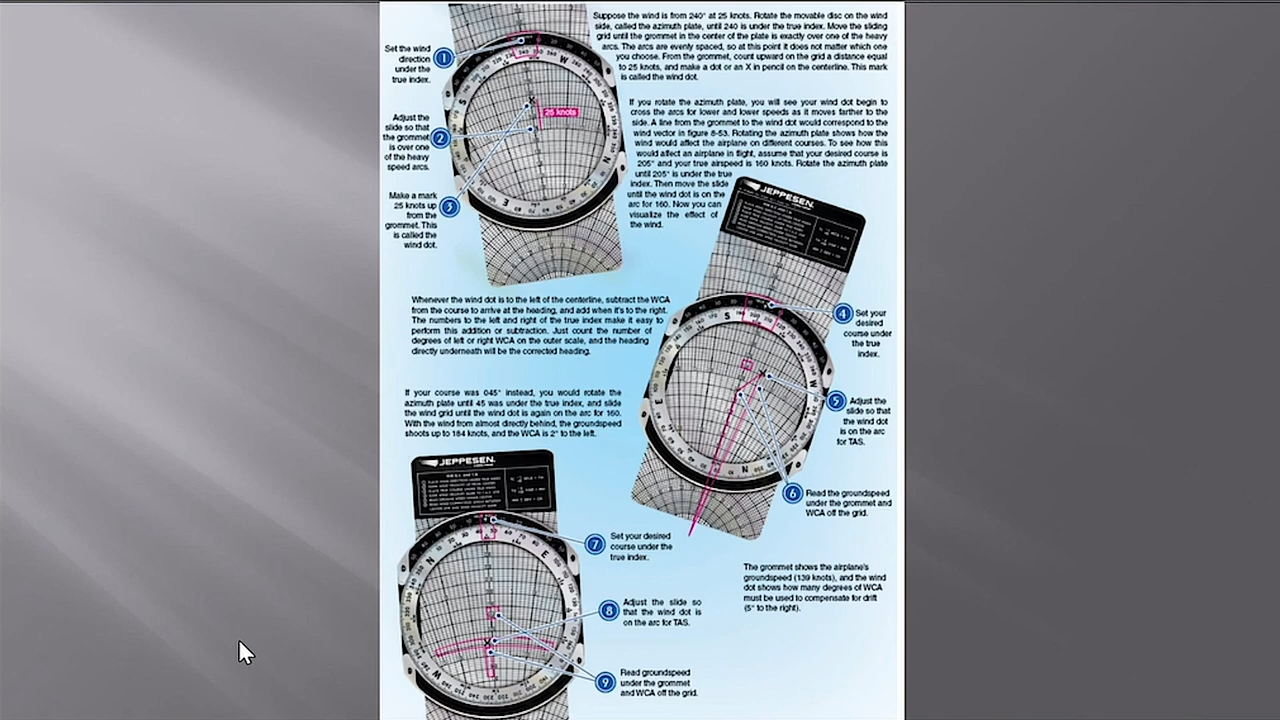 Suppose the wind is from 240° at 25 knots. Rotate the movable disc on the wind
side, called the azimuth plate, until 240 is under the true index. Move the sliding
grid until the grommet in the center of the plate is exactly over one of the heavy
arcs. The arcs are evenly spaced, so at this point it does not matter which one
you choose. From the grommet, count upward on the grid a distance equal
to 25 knots, and make a dot or an X in pencil on the centerline. This mark
is called the wind dot.
Set the wind
direction
under the
true index.
1
Adjust the
slide so that
the grommet
is over one
of the heavy
speed arcs.
2
Make a mark
25 knots up
from the
grommet. This
is called the
wind dot.
3
25 knots
If you rotate the azimuth plate, you will see your wind dot begin to
cross the arcs for lower and lower speeds as it moves farther to the
side. A line from the grommet to the wind dot would correspond to the
wind vector in figure 8-53. Rotating the azimuth plate shows how the
wind would affect the airplane on different courses. To see how this
would affect an airplane in flight, assume that your desired course is
205° and your true airspeed is 160 knots. Rotate the azimuth plate
until 205° is under the true
index. Then move the slide
until the wind dot is on the
arc for 160. Now you can
visualize the effect of
the wind.
JEPPESEN.
Whenever the wind dot is to the left of the centerline, subtract the WCA
from the course to arrive at the heading, and add when it's to the right.
The numbers to the left and right of the true index make it easy to
perform this addition or subtraction. Just count the number of
degrees of left or right WCA on the outer scale, and the heading
directly underneath will be the corrected heading.
4
Set your
desired
course under
the true
index.
5
Adjust the
slide so that
the wind dot
is on the arc
for TAS.
6
Read the groundspeed
under the grommet and
WCA off the grid.
If your course was 045° instead, you would rotate the
azimuth plate until 45 was under the true index, and slide
the wind grid until the wind dot is again on the arc for 160.
With the wind from almost directly behind, the groundspeed
shoots up to 184 knots, and the WCA is 2° to the left.
JEPPESEN.
7
Set your desired
course under the
true index.
8
Adjust the slide so
that the wind dot is
on the arc for TAS.
9
Read groundspeed
under the grommet
and WCA off the grid.
The grommet shows the airplane's
groundspeed (139 knots), and the wind
dot shows how many degrees of WCA
must be used to compensate for drift
(5° to the right).